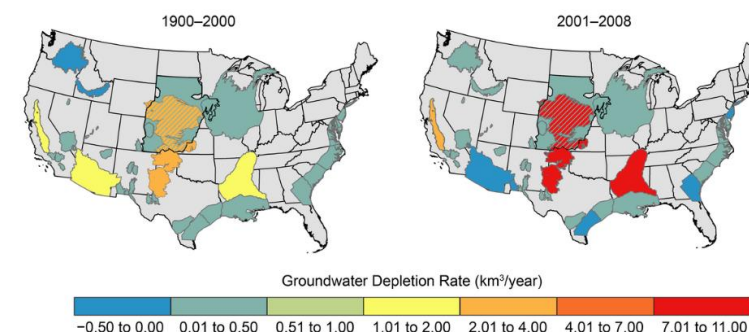 1900–2000
2001–2008
Groundwater Depletion Rate (km³/year)
−0.50 to 0.00 0.01 to 0.50 0.51 to 1.00 1.01 to 2.00 2.01 to 4.00 4.01 to 7.00 7.01 to 11.00